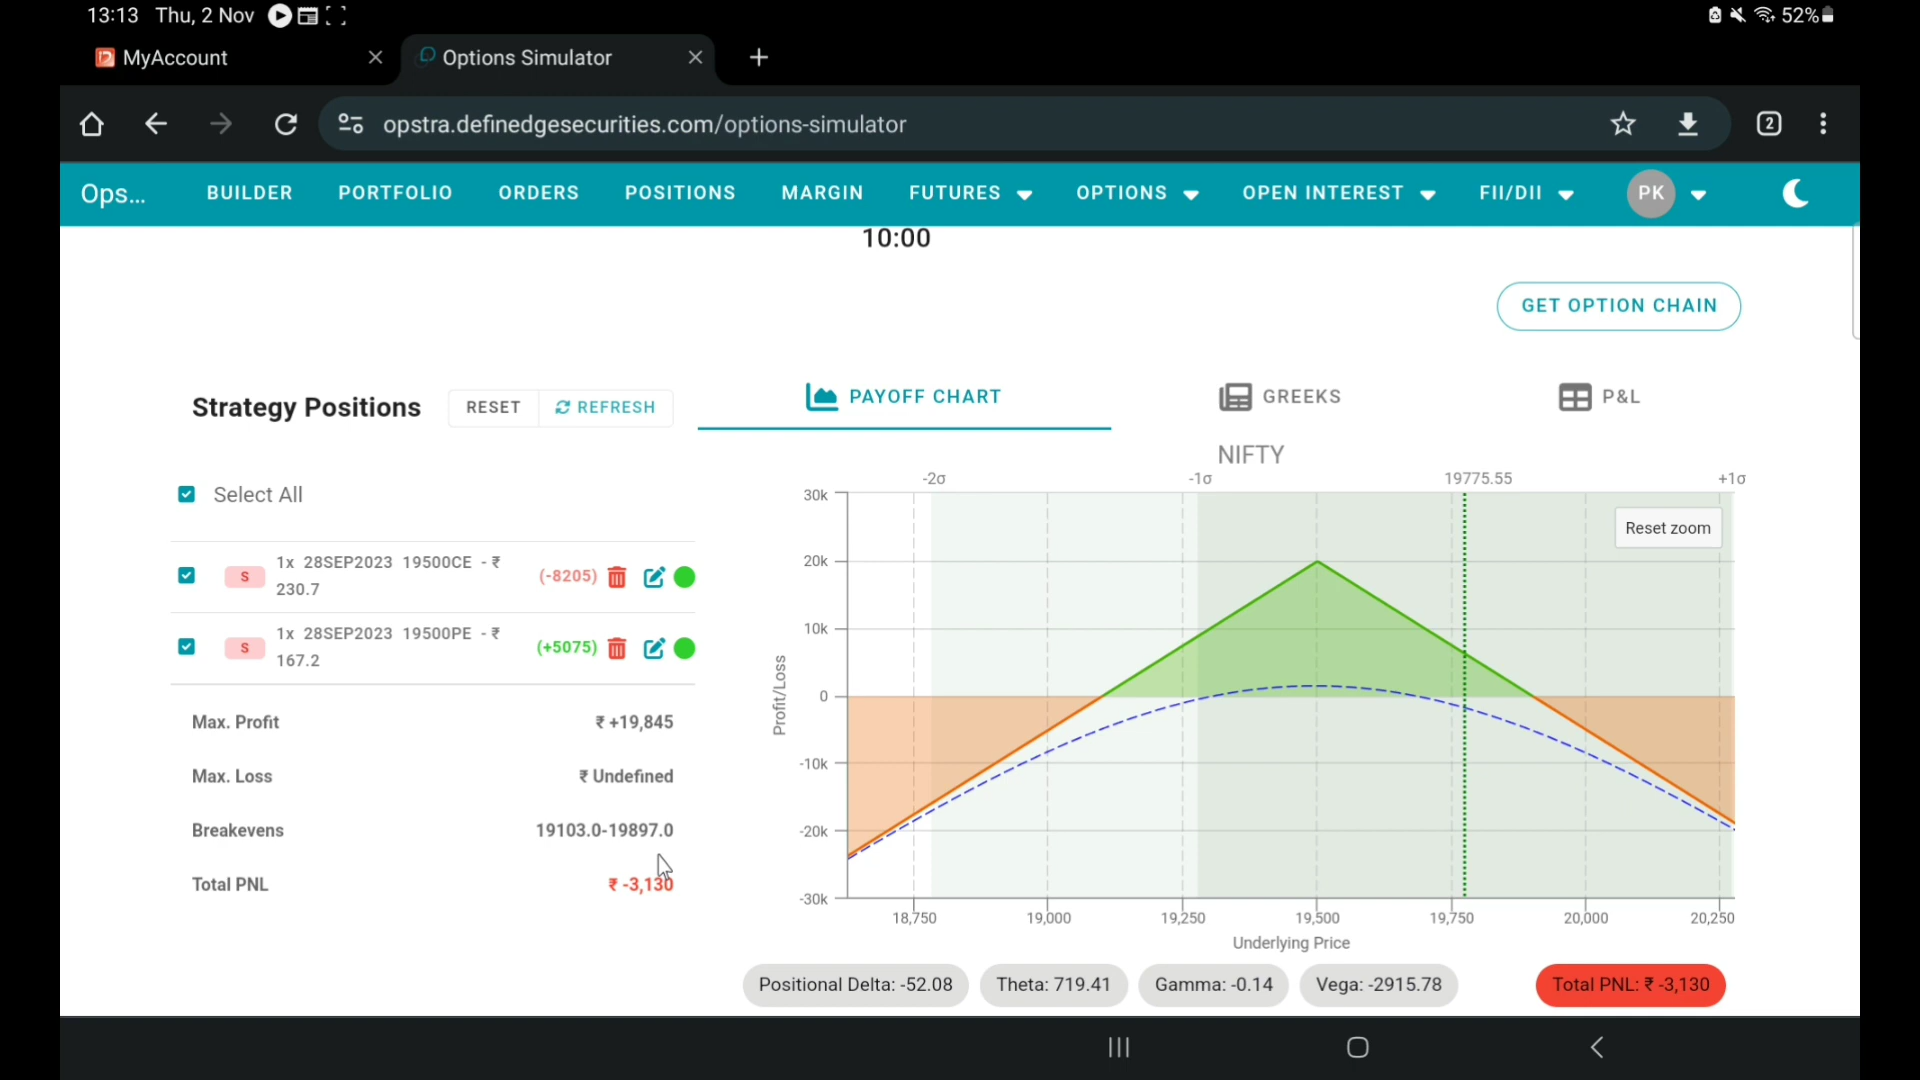 13:13 Thu, 2 Nov
52%
MyAccount
Options Simulator
opstra.definedgesecurities.com/options-simulator
2
Ops...
BUILDER
PORTFOLIO
ORDERS
POSITIONS
MARGIN
FUTURES
OPTIONS
OPEN INTEREST
FII/DII
PK
10:00
GET OPTION CHAIN
Strategy Positions
RESET
REFRESH
PAYOFF CHART
GREEKS
P&L
Select All
S
1x 28SEP2023 19500CE - ₹
230.7
(-8205)
S
1x 28SEP2023 19500PE - ₹
167.2
(+5075)
Max. Profit
₹ +19,845
Max. Loss
₹ Undefined
Breakevens
19103.0-19897.0
Total PNL
₹ -3,130
NIFTY
-2σ
-1σ
19775.55
+1σ
Reset zoom
30k
20k
10k
0
-10k
-20k
-30k
Profit/Loss
18,750
19,000
19,250
19,500
19,750
20,000
20,250
Underlying Price
Positional Delta: -52.08
Theta: 719.41
Gamma: -0.14
Vega: -2915.78
Total PNL: ₹ -3,130